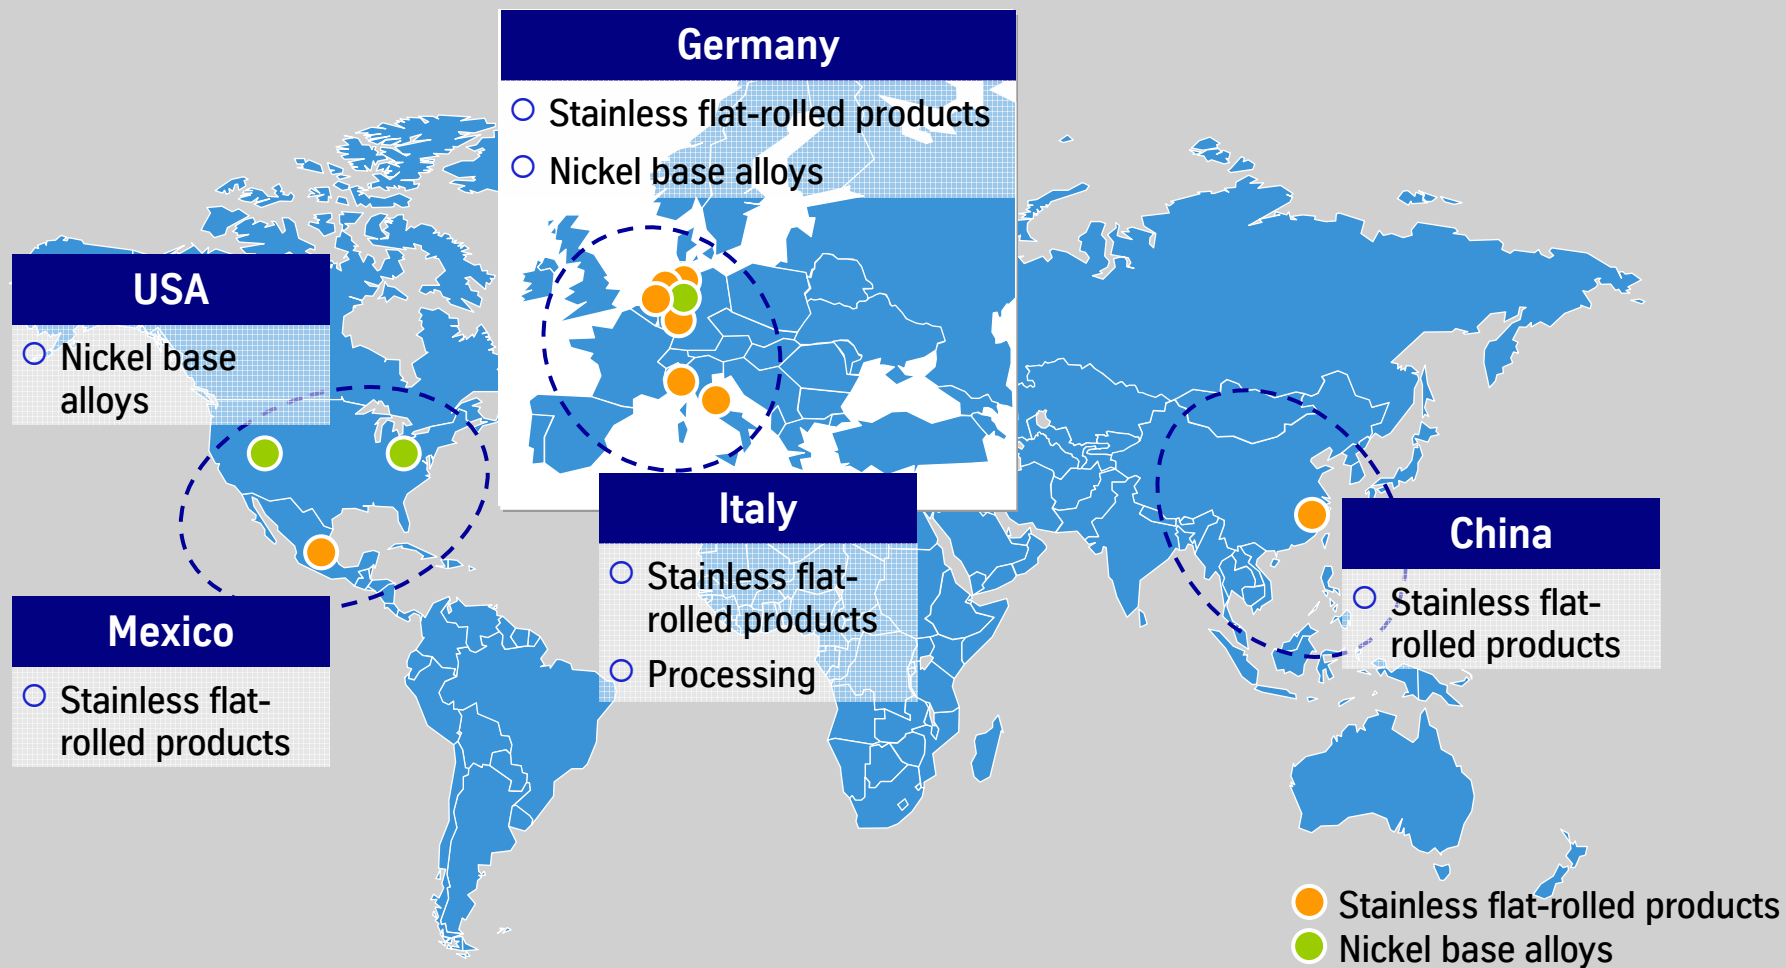 Germany
Stainless flat-rolled products
Nickel base alloys
USA
Nickel base
alloys
Mexico
Stainless flat-
rolled products
Italy
Stainless flat-
rolled products
Processing
China
Stainless flat-
rolled products
Stainless flat-rolled products
Nickel base alloys